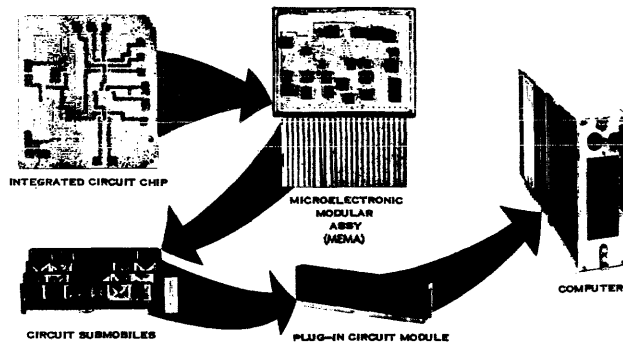 INTEGRATED CIRCUIT CHIP
MICROELECTRONIC
MODULAR
ASSY
(MEMA)
COMPUTER
CIRCUIT SUBMOBILES
PLUG-IN CIRCUIT MODULE